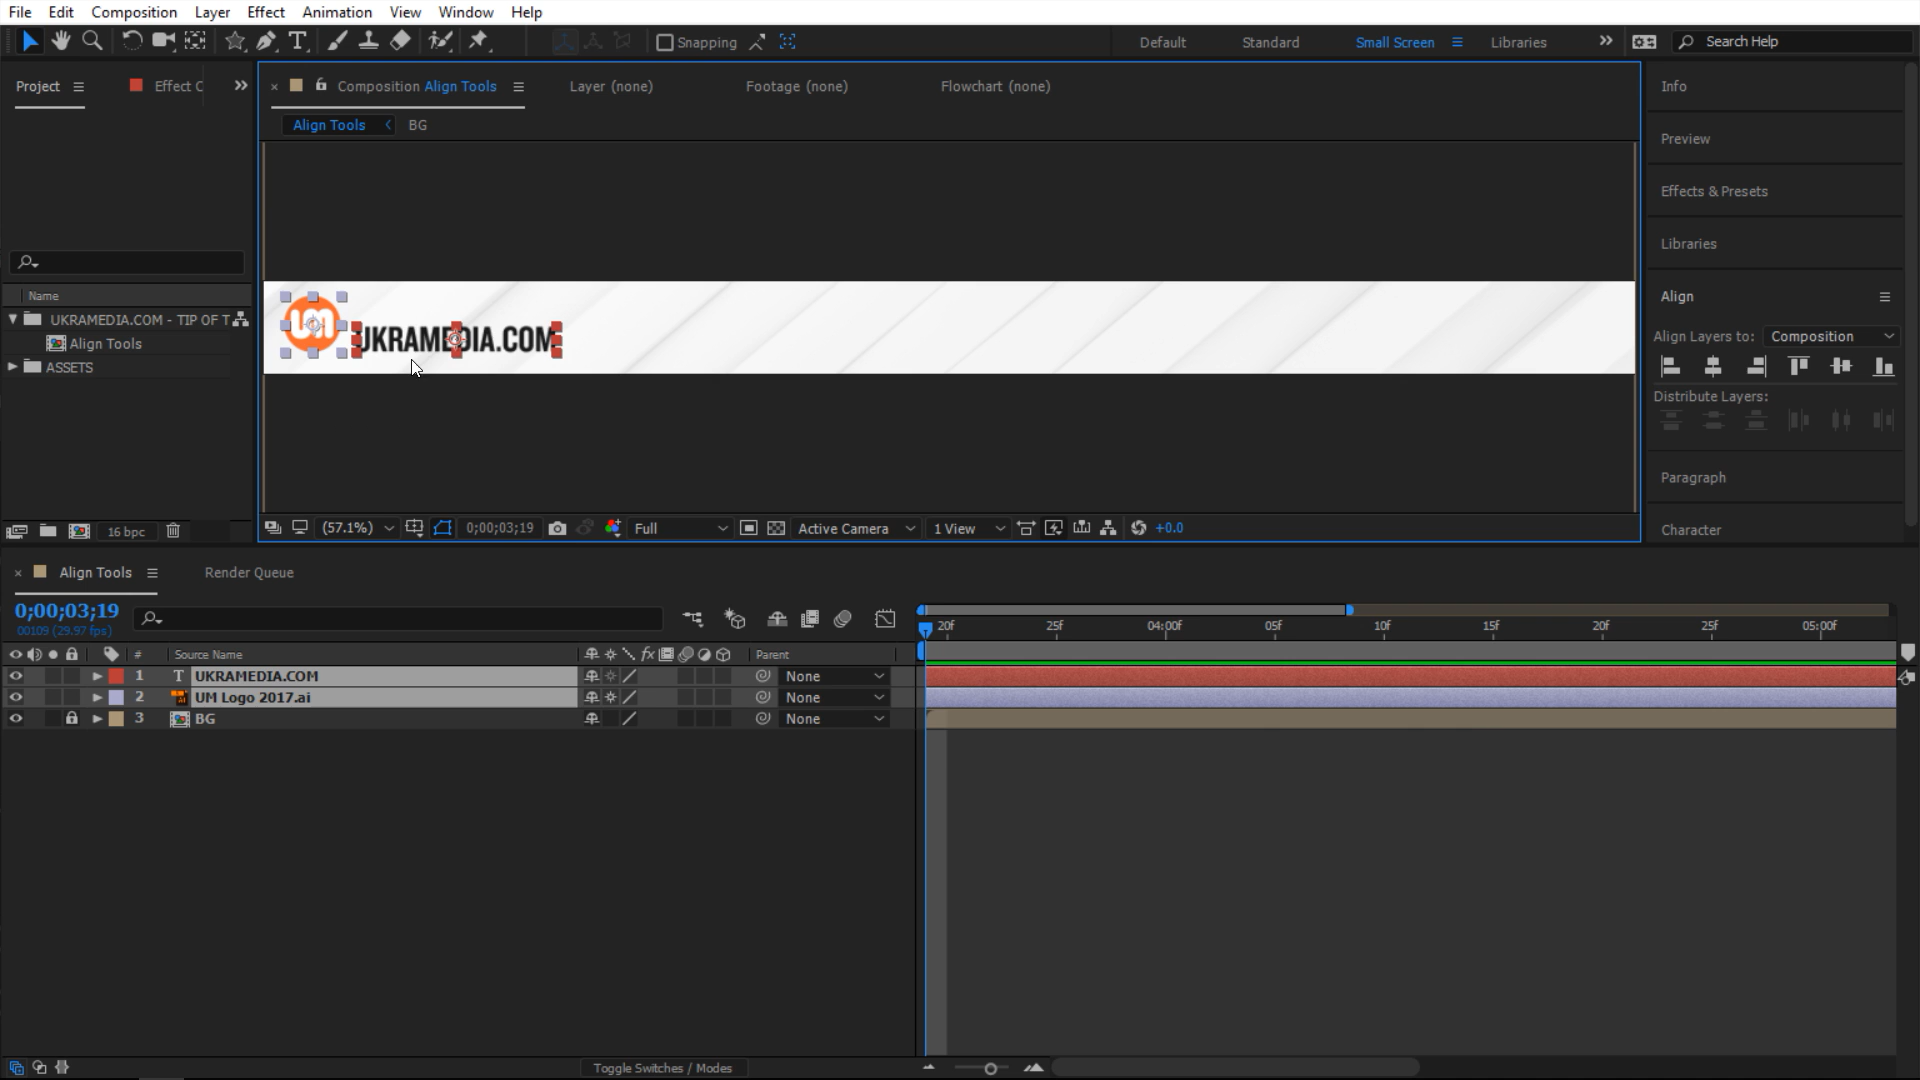 File Edit Composition Layer Effect Animation View Window Help
Snapping Default Standard Small Screen Libraries Search Help
Project Effect C
Composition Align Tools Layer (none) Footage (none) Flowchart (none)
Align Tools BG
um
UKRAMEDIA.COM
Name
UKRAMEDIA.COM - TIP OF T
Align Tools
ASSETS
16 bpc
(57.1%) 0;00;03;19 Full Active Camera 1 View +0.0
Info
Preview
Effects & Presets
Libraries
Align
Align Layers to: Composition
Distribute Layers:
Paragraph
Character
Align Tools Render Queue
0;00;03;19
00109 (29.97 fps)
20f 25f 04:00f 05f 10f 15f 20f 25f 05:00f
# Source Name fx Parent
1 T UKRAMEDIA.COM None
2 UM Logo 2017.ai None
3 BG None
Toggle Switches / Modes